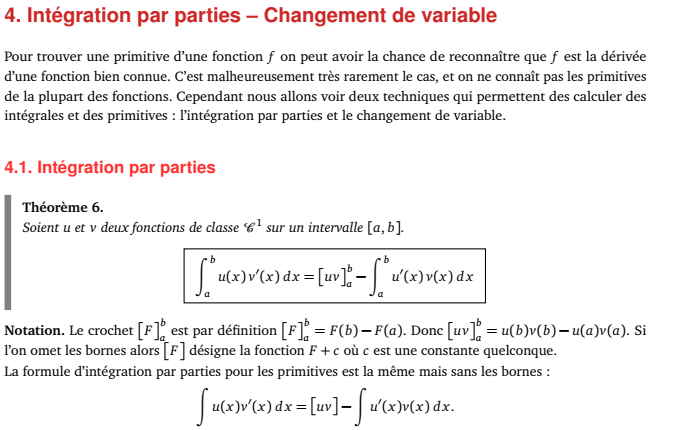 4. Intégration par parties – Changement de variable
Pour trouver une primitive d'une fonction f on peut avoir la chance de reconnaître que f est la dérivée
d'une fonction bien connue. C'est malheureusement très rarement le cas, et on ne connaît pas les primitives
de la plupart des fonctions. Cependant nous allons voir deux techniques qui permettent des calculer des
intégrales et des primitives : l'intégration par parties et le changement de variable.
4.1. Intégration par parties
Théorème 6.
Soient u et v deux fonctions de classe 𝒞¹ sur un intervalle [a, b].
∫_a^b u(x)v′(x) dx = [uv]_a^b − ∫_a^b u′(x)v(x) dx
Notation. Le crochet [F]_a^b est par définition [F]_a^b = F(b) − F(a). Donc [uv]_a^b = u(b)v(b) − u(a)v(a). Si
l'on omet les bornes alors [F] désigne la fonction F + c où c est une constante quelconque.
La formule d'intégration par parties pour les primitives est la même mais sans les bornes :
∫ u(x)v′(x) dx = [uv] − ∫ u′(x)v(x) dx.